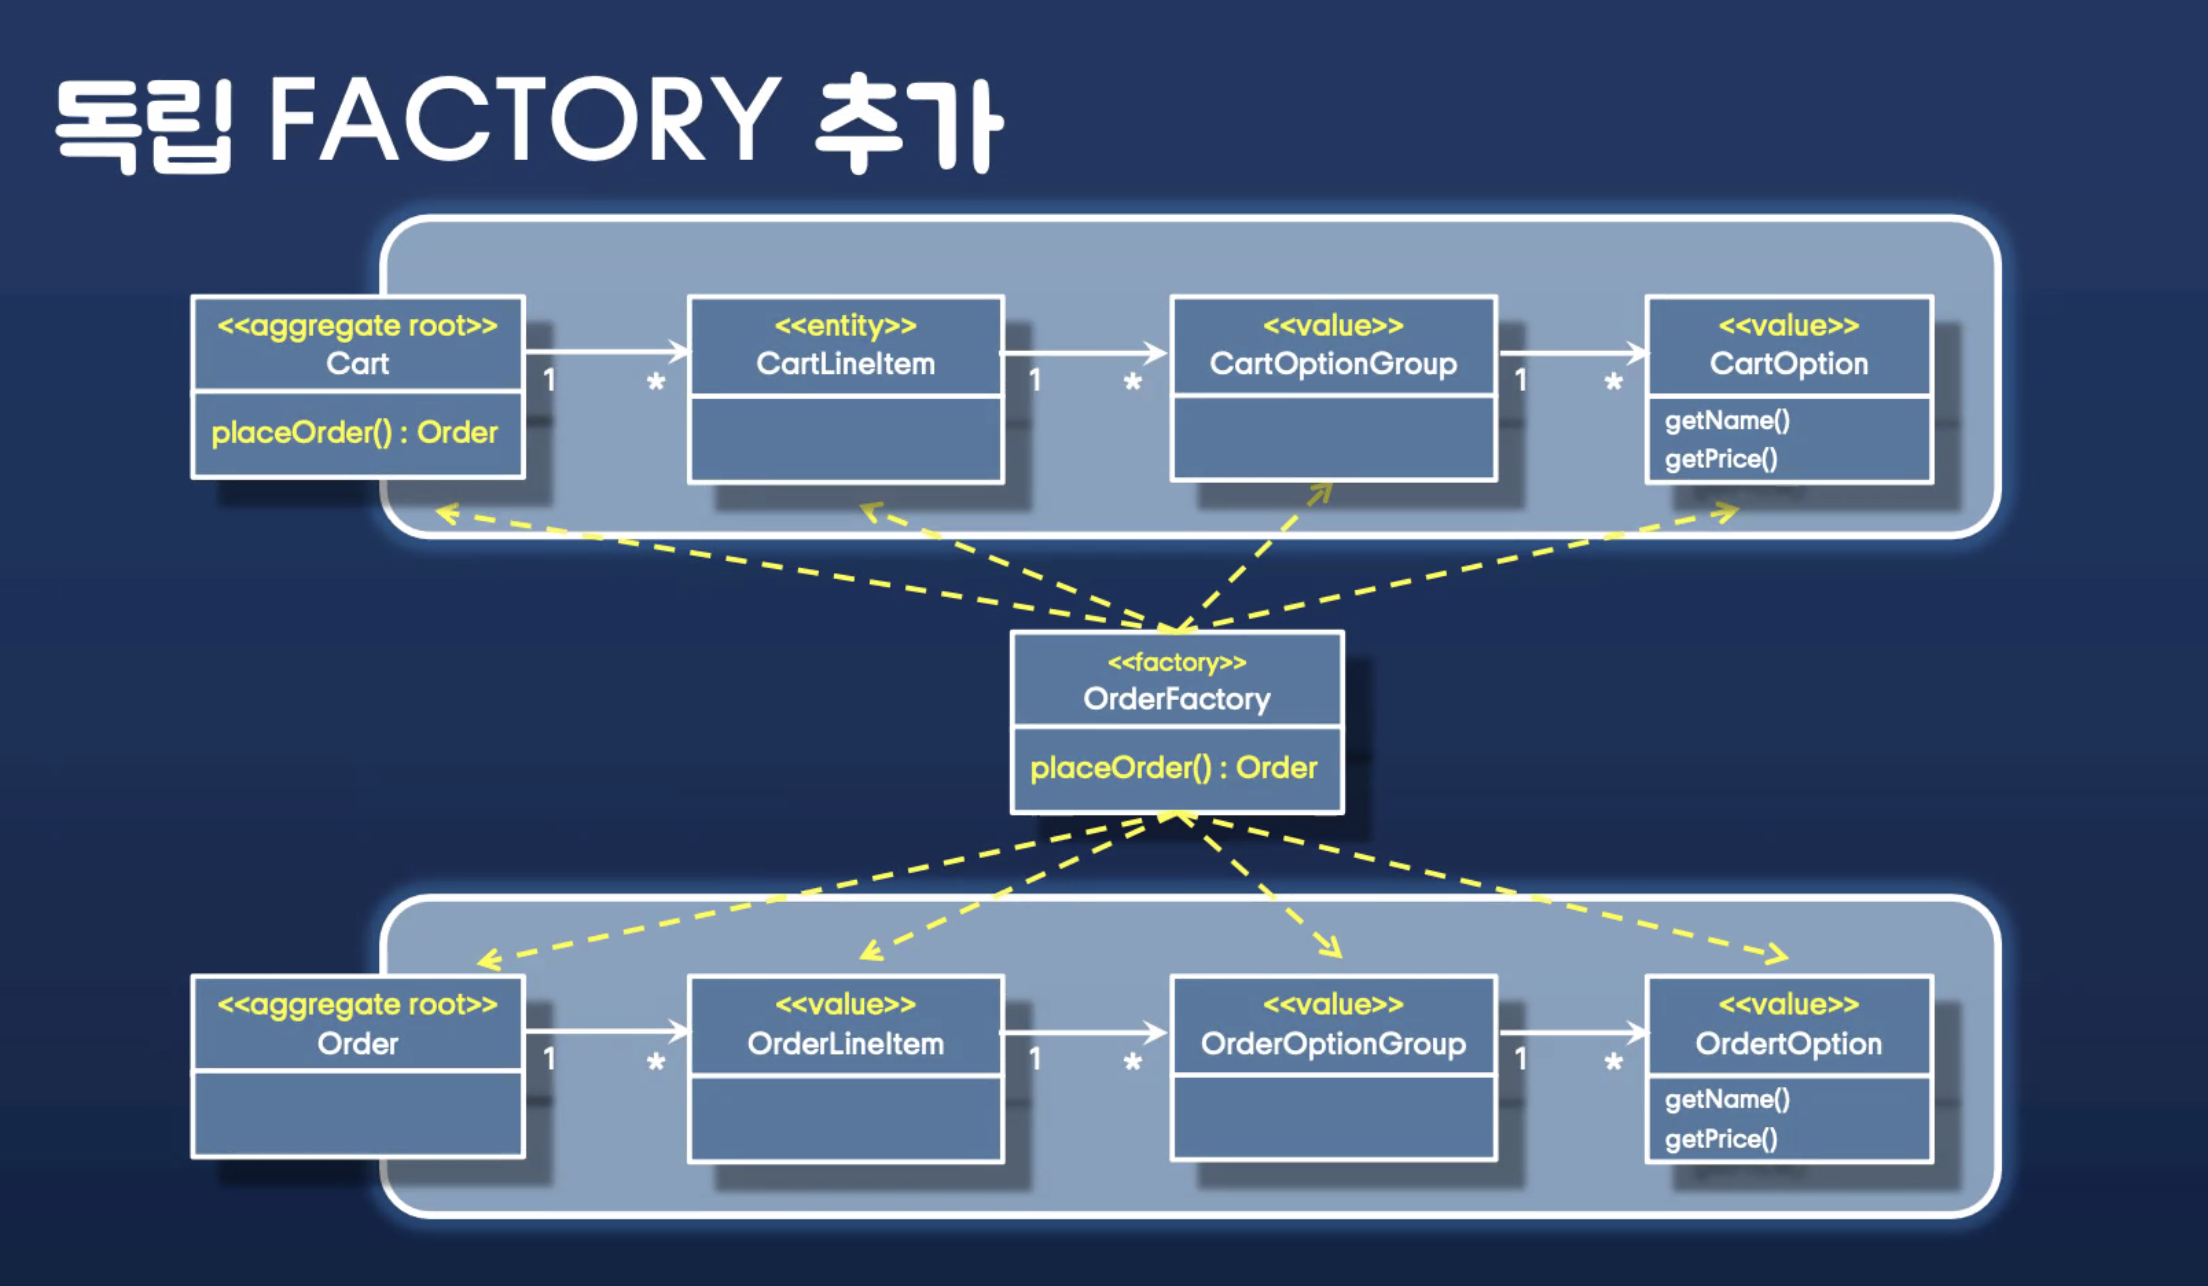 독립 FACTORY 추가
<<aggregate root>>
Cart
placeOrder() : Order
1
*
<<entity>>
CartLineItem
1
*
<<value>>
CartOptionGroup
1
*
<<value>>
CartOption
getName()
getPrice()
<<factory>>
OrderFactory
placeOrder() : Order
<<aggregate root>>
Order
1
*
<<value>>
OrderLineItem
1
*
<<value>>
OrderOptionGroup
1
*
<<value>>
OrdertOption
getName()
getPrice()